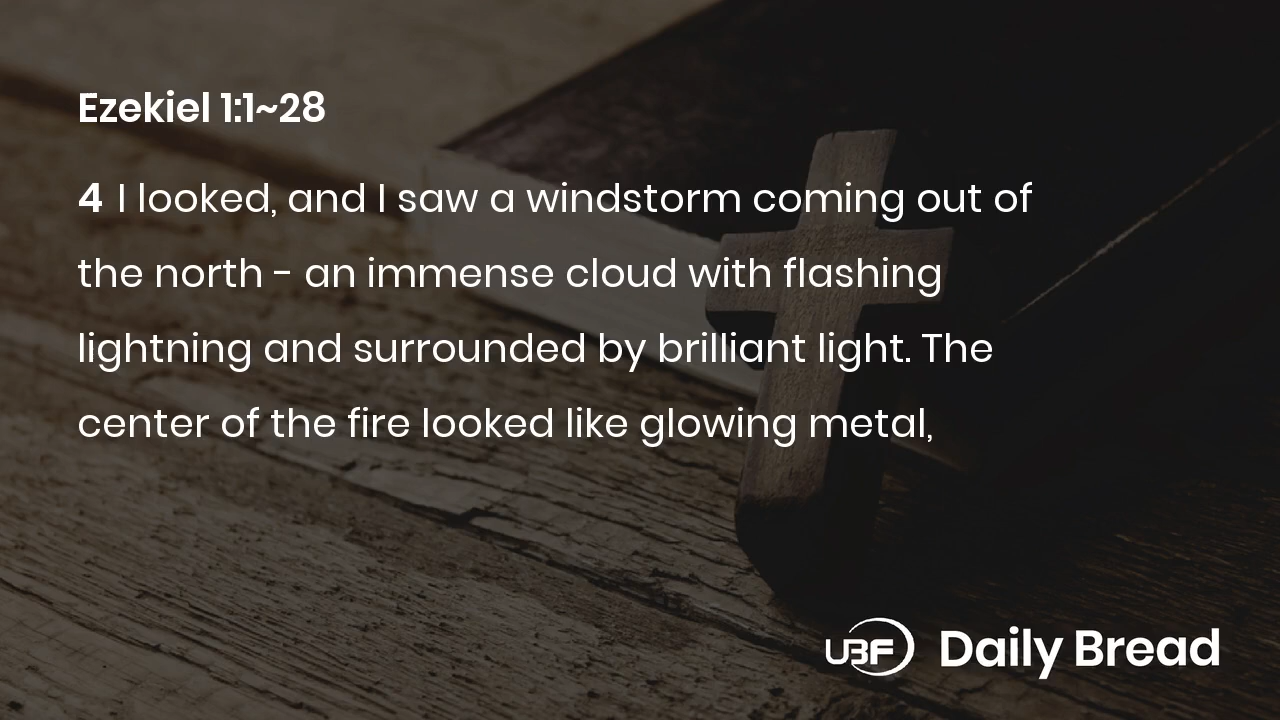 Ezekiel 1:1~28
4 I looked, and I saw a windstorm coming out of
the north - an immense cloud with flashing
lightning and surrounded by brilliant light. The
center of the fire looked like glowing metal,
UBF Daily Bread